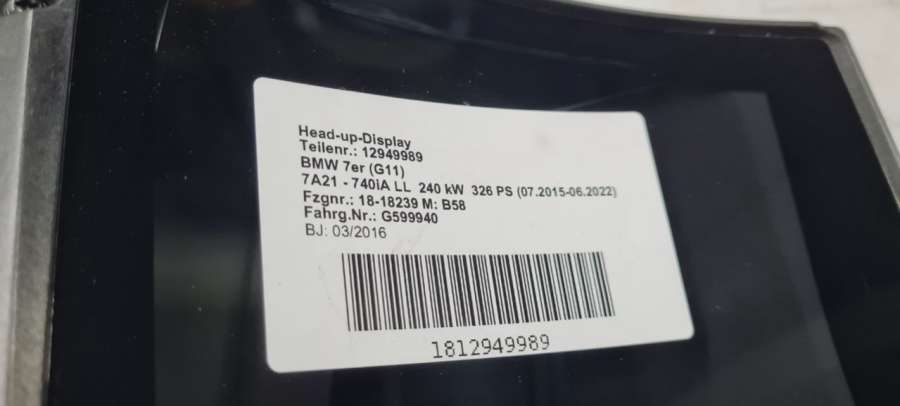 Head-up-Display
Teilenr.: 12949989
BMW 7er (G11)
7A21 - 740iA LL 240 kW 326 PS (07.2015-06.2022)
Fzgnr.: 18-18239 M: B58
Fahrg.Nr.: G599940
BJ: 03/2016
1812949989